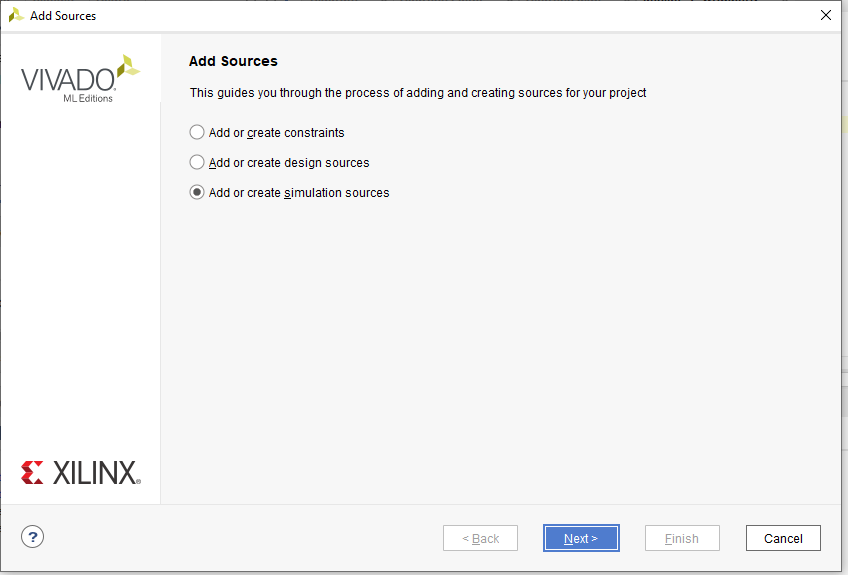 Add Sources
VIVADO
ML Editions
Add Sources
This guides you through the process of adding and creating sources for your project
Add or create constraints
Add or create design sources
Add or create simulation sources
XILINX®
?
< Back
Next >
Finish
Cancel